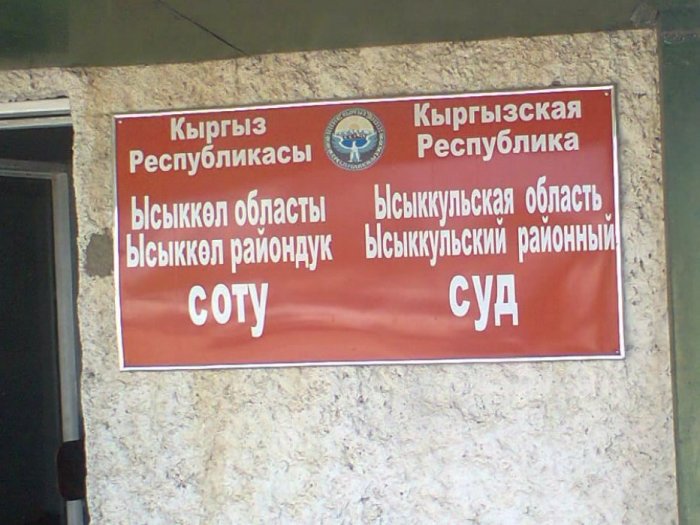 Кыргыз
Республикасы
Ысыккөл областы
Ысыккөл райондук
соту
Кыргызская
Республика
Ысыккульская область
Ысыккульский районный
суд